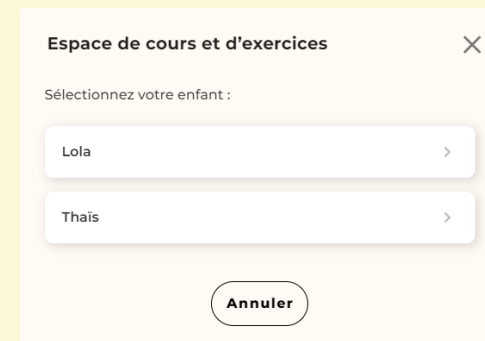 Espace de cours et d’exercices
Sélectionnez votre enfant :
Lola
Thaïs
Annuler